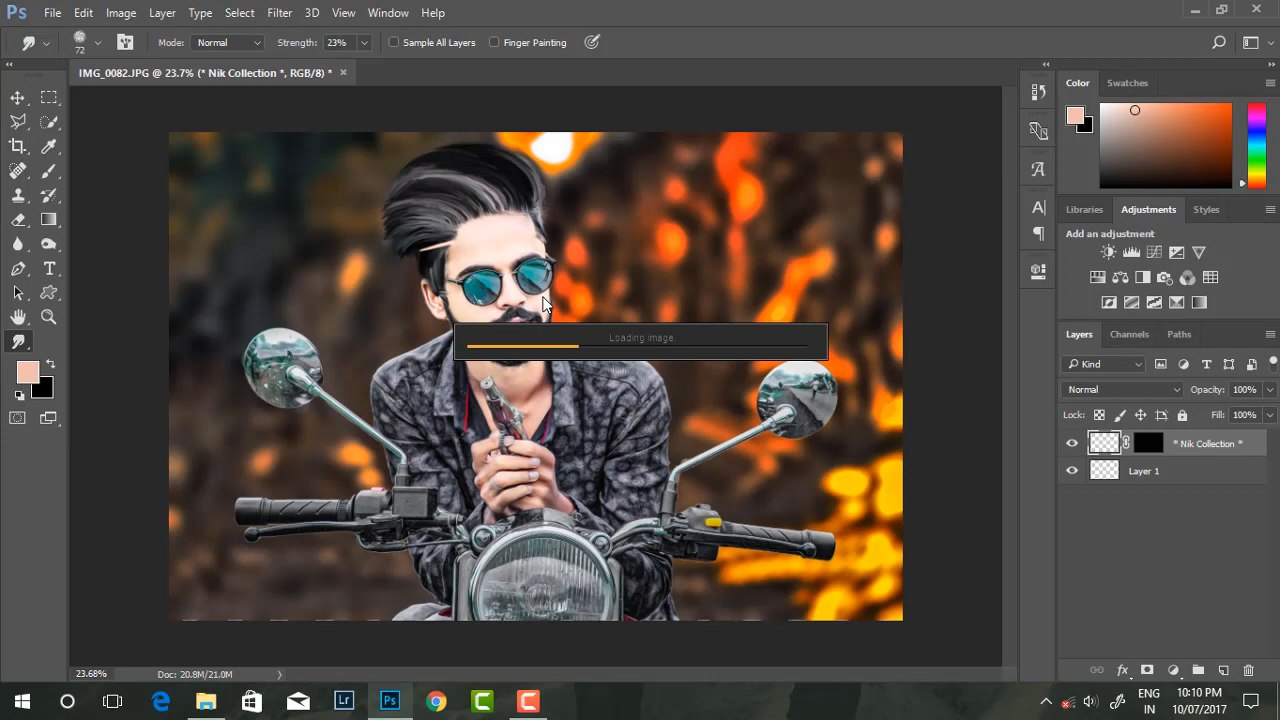 Ps File Edit Image Layer Type Select Filter 3D View Window Help
72 Mode: Normal Strength: 23% Sample All Layers Finger Painting
IMG_0082.JPG @ 23.7% (* Nik Collection *, RGB/8) * ×
Color Swatches
Libraries Adjustments Styles
Add an adjustment
Loading image.
Layers Channels Paths
Kind
Normal Opacity: 100%
Lock: Fill: 100%
* Nik Collection *
Layer 1
23.68% Doc: 20.8M/21.0M
Lr Ps
ENG
IN
10:10 PM
10/07/2017